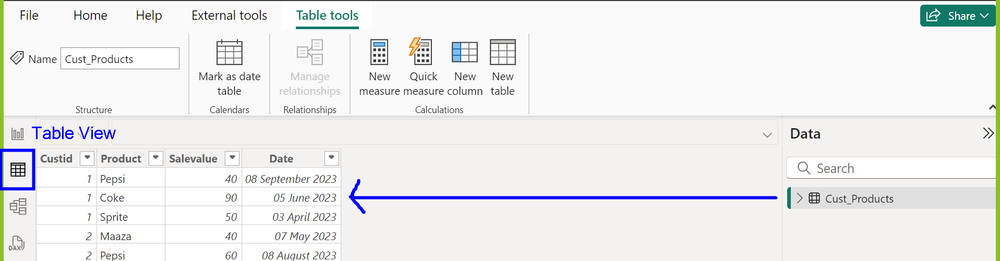 File Home Help External tools Table tools Share
Name Cust_Products
Mark as date table
Manage relationships
New measure
Quick measure
New column
New table
Structure Calendars Relationships Calculations
Table View
Data
Search
Cust_Products
Custid Product Salevalue Date
1 Pepsi 40 08 September 2023
1 Coke 90 05 June 2023
1 Sprite 50 03 April 2023
2 Maaza 40 07 May 2023
2 Pepsi 60 08 August 2023
DAX